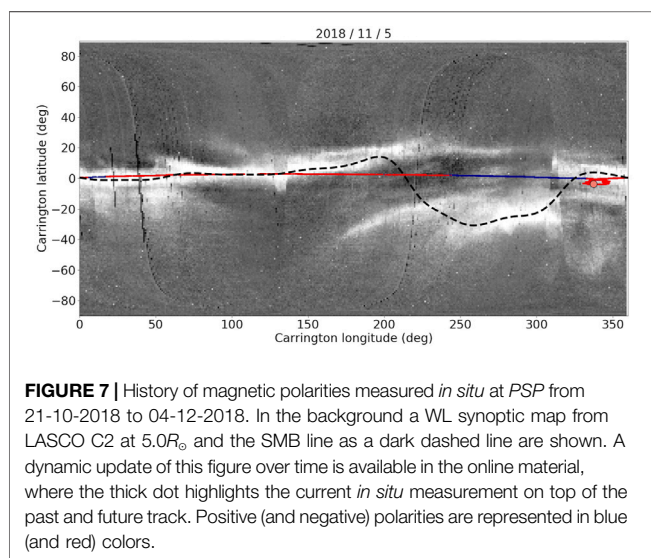 2018 / 11 / 5
Carrington latitude (deg)
80
60
40
20
0
−20
−40
−60
−80
0 50 100 150 200 250 300 350
Carrington longitude (deg)
FIGURE 7 | History of magnetic polarities measured in situ at PSP from
21-10-2018 to 04-12-2018. In the background a WL synoptic map from
LASCO C2 at 5.0R☉ and the SMB line as a dark dashed line are shown. A
dynamic update of this figure over time is available in the online material,
where the thick dot highlights the current in situ measurement on top of the
past and future track. Positive (and negative) polarities are represented in blue
(and red) colors.